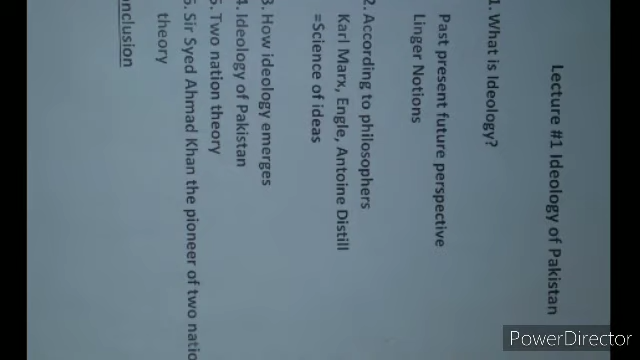 Lecture #1 Ideology of Pakistan
1. What is Ideology?
Past present future perspective
Linger Notions
2. According to philosophers
Karl Marx, Engle, Antoine Distill
=Science of ideas
3. How ideology emerges
4. Ideology of Pakistan
5. Two nation theory
6. Sir Syed Ahmad Khan the pioneer of two natio
theory
nclusion
PowerDirector